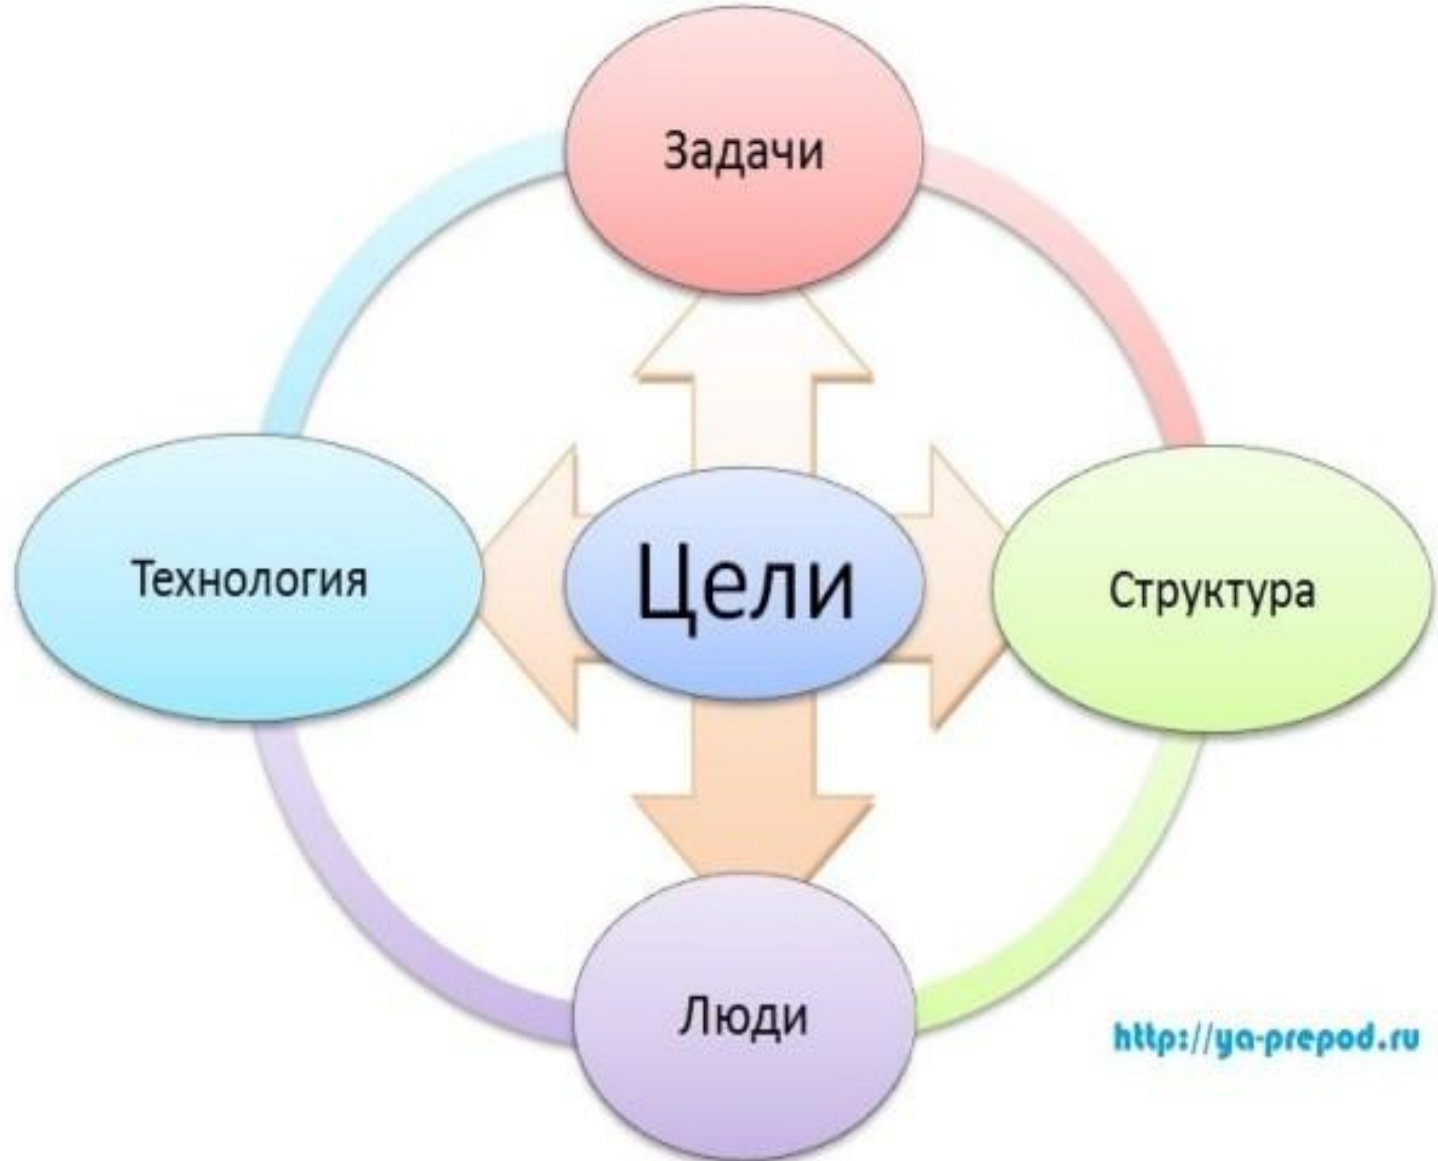 Задачи
Технология
Цели
Структура
Люди
http://ya-prepod.ru